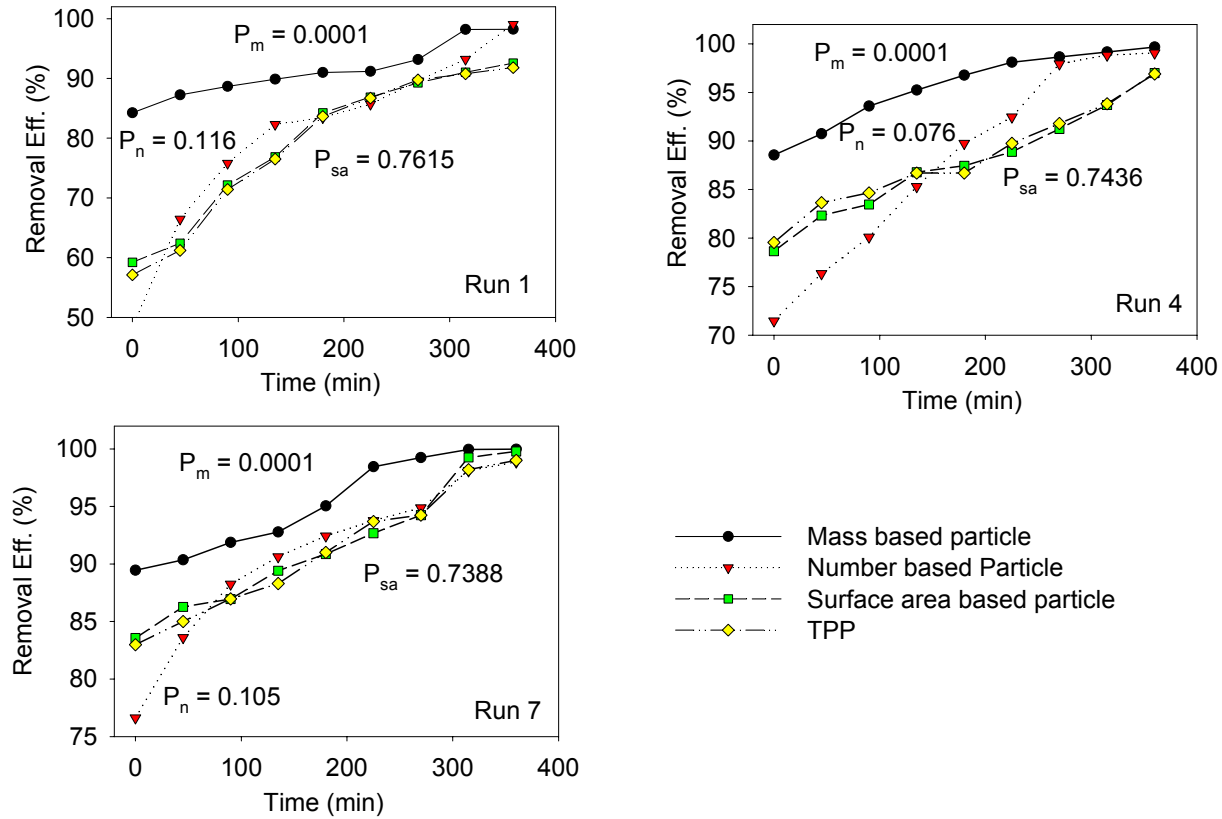 Removal Eff. (%)
100
90
80
70
60
50
P_m = 0.0001
P_n = 0.116
P_sa = 0.7615
Run 1
0 100 200 300 400
Time (min)
Removal Eff. (%)
100
95
90
85
80
75
70
P_m = 0.0001
P_n = 0.076
P_sa = 0.7436
Run 4
0 100 200 300 400
Time (min)
Removal Eff. (%)
100
95
90
85
80
75
P_m = 0.0001
P_sa = 0.7388
P_n = 0.105
Run 7
0 100 200 300 400
Time (min)
Mass based particle
Number based Particle
Surface area based particle
TPP